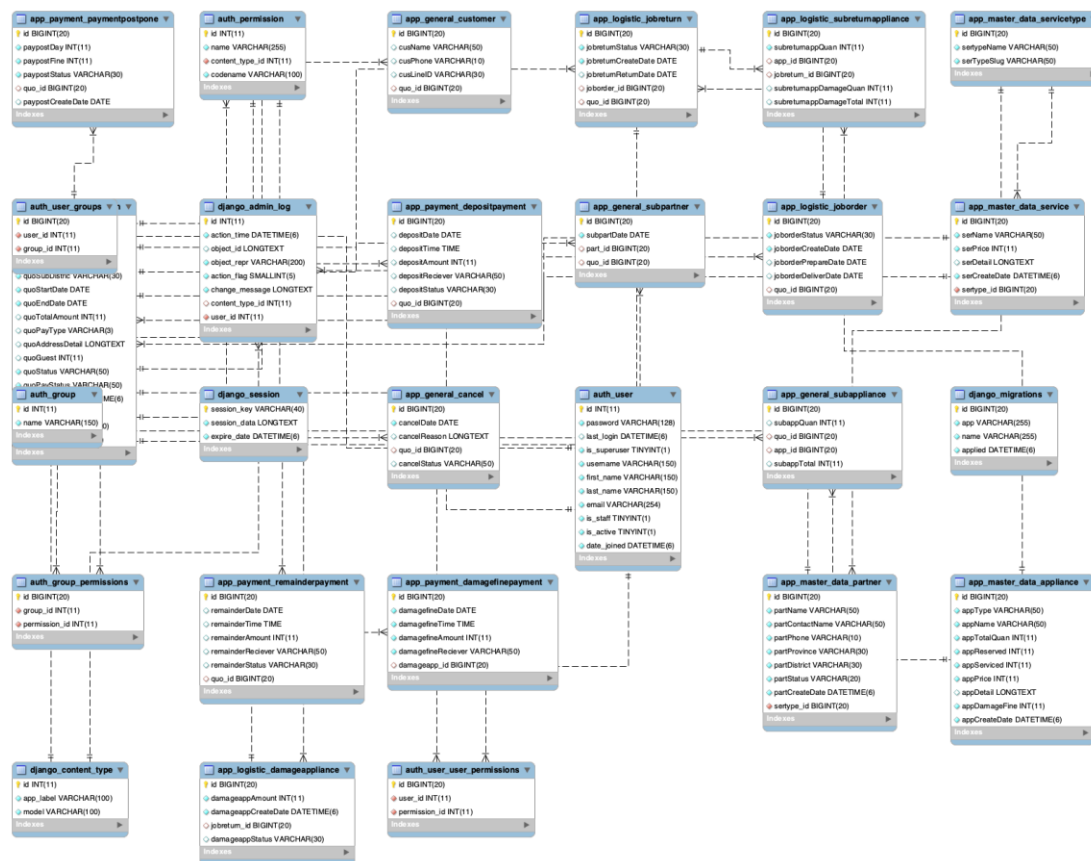 app_payment_paymentpostpone
id BIGINT(20)
paypostDay INT(11)
paypostFine INT(11)
paypostStatus VARCHAR(30)
quo_id BIGINT(20)
paypostCreateDate DATE
Indexes
auth_permission
id INT(11)
name VARCHAR(255)
content_type_id INT(11)
codename VARCHAR(100)
Indexes
app_general_customer
id BIGINT(20)
cusName VARCHAR(50)
cusPhone VARCHAR(10)
cusLineID VARCHAR(30)
quo_id BIGINT(20)
Indexes
app_logistic_jobreturn
id BIGINT(20)
jobreturnStatus VARCHAR(30)
jobreturnCreateDate DATE
jobreturnReturnDate DATE
joborder_id BIGINT(20)
quo_id BIGINT(20)
Indexes
app_logistic_subreturnappliance
id BIGINT(20)
subreturnappQuan INT(11)
app_id BIGINT(20)
jobreturn_id BIGINT(20)
subreturnappDamageQuan INT(11)
subreturnappDamageTotal INT(11)
Indexes
app_master_data_servicetype
id BIGINT(20)
sertypeName VARCHAR(50)
serTypeSlug VARCHAR(50)
Indexes
auth_user_groups
id BIGINT(20)
user_id INT(11)
group_id INT(11)
Indexes
quoStartDate DATE
quoEndDate DATE
quoTotalAmount INT(11)
quoPayType VARCHAR(3)
quoAddressDetail LONGTEXT
quoGuest INT(11)
quoStatus VARCHAR(50)
quoPayStatus VARCHAR(50)
auth_group
id INT(11)
name VARCHAR(150)
Indexes
Indexes
django_admin_log
id INT(11)
action_time DATETIME(6)
object_id LONGTEXT
object_repr VARCHAR(200)
action_flag SMALLINT(5)
change_message LONGTEXT
content_type_id INT(11)
user_id INT(11)
Indexes
app_payment_depositpayment
id BIGINT(20)
depositDate DATE
depositTime TIME
depositAmount INT(11)
depositReciever VARCHAR(50)
depositStatus VARCHAR(30)
quo_id BIGINT(20)
Indexes
app_general_subpartner
id BIGINT(20)
subpartDate DATE
part_id BIGINT(20)
quo_id BIGINT(20)
Indexes
app_logistic_joborder
id BIGINT(20)
joborderStatus VARCHAR(30)
joborderCreateDate DATE
joborderPrepareDate DATE
joborderDeliverDate DATE
quo_id BIGINT(20)
Indexes
app_master_data_service
id BIGINT(20)
serName VARCHAR(50)
serPrice INT(11)
serDetail LONGTEXT
serCreateDate DATETIME(6)
sertype_id BIGINT(20)
Indexes
django_session
session_key VARCHAR(40)
session_data LONGTEXT
expire_date DATETIME(6)
Indexes
app_general_cancel
id BIGINT(20)
cancelDate DATE
cancelReason LONGTEXT
quo_id BIGINT(20)
cancelStatus VARCHAR(50)
Indexes
auth_user
id INT(11)
password VARCHAR(128)
last_login DATETIME(6)
is_superuser TINYINT(1)
username VARCHAR(150)
first_name VARCHAR(150)
last_name VARCHAR(150)
email VARCHAR(254)
is_staff TINYINT(1)
is_active TINYINT(1)
date_joined DATETIME(6)
Indexes
app_general_subappliance
id BIGINT(20)
subappQuan INT(11)
quo_id BIGINT(20)
app_id BIGINT(20)
subappTotal INT(11)
Indexes
django_migrations
id BIGINT(20)
app VARCHAR(255)
name VARCHAR(255)
applied DATETIME(6)
Indexes
auth_group_permissions
id BIGINT(20)
group_id INT(11)
permission_id INT(11)
Indexes
app_payment_remainderpayment
id BIGINT(20)
remainderDate DATE
remainderTime TIME
remainderAmount INT(11)
remainderReciever VARCHAR(50)
remainderStatus VARCHAR(30)
quo_id BIGINT(20)
Indexes
app_payment_damagefinepayment
id BIGINT(20)
damagefineDate DATE
damagefineTime TIME
damagefineAmount INT(11)
damagefineReciever VARCHAR(50)
damageapp_id BIGINT(20)
Indexes
app_master_data_partner
id BIGINT(20)
partName VARCHAR(50)
partContactName VARCHAR(50)
partPhone VARCHAR(10)
partProvince VARCHAR(30)
partDistrict VARCHAR(30)
partStatus VARCHAR(20)
partCreateDate DATETIME(6)
sertype_id BIGINT(20)
Indexes
app_master_data_appliance
id BIGINT(20)
appType VARCHAR(50)
appName VARCHAR(50)
appTotalQuan INT(11)
appReserved INT(11)
appServiced INT(11)
appPrice INT(11)
appDetail LONGTEXT
appDamageFine INT(11)
appCreateDate DATETIME(6)
Indexes
django_content_type
id INT(11)
app_label VARCHAR(100)
model VARCHAR(100)
Indexes
app_logistic_damageappliance
id BIGINT(20)
damageappAmount INT(11)
damageappCreateDate DATETIME(6)
jobreturn_id BIGINT(20)
damageappStatus VARCHAR(30)
Indexes
auth_user_user_permissions
id BIGINT(20)
user_id INT(11)
permission_id INT(11)
Indexes